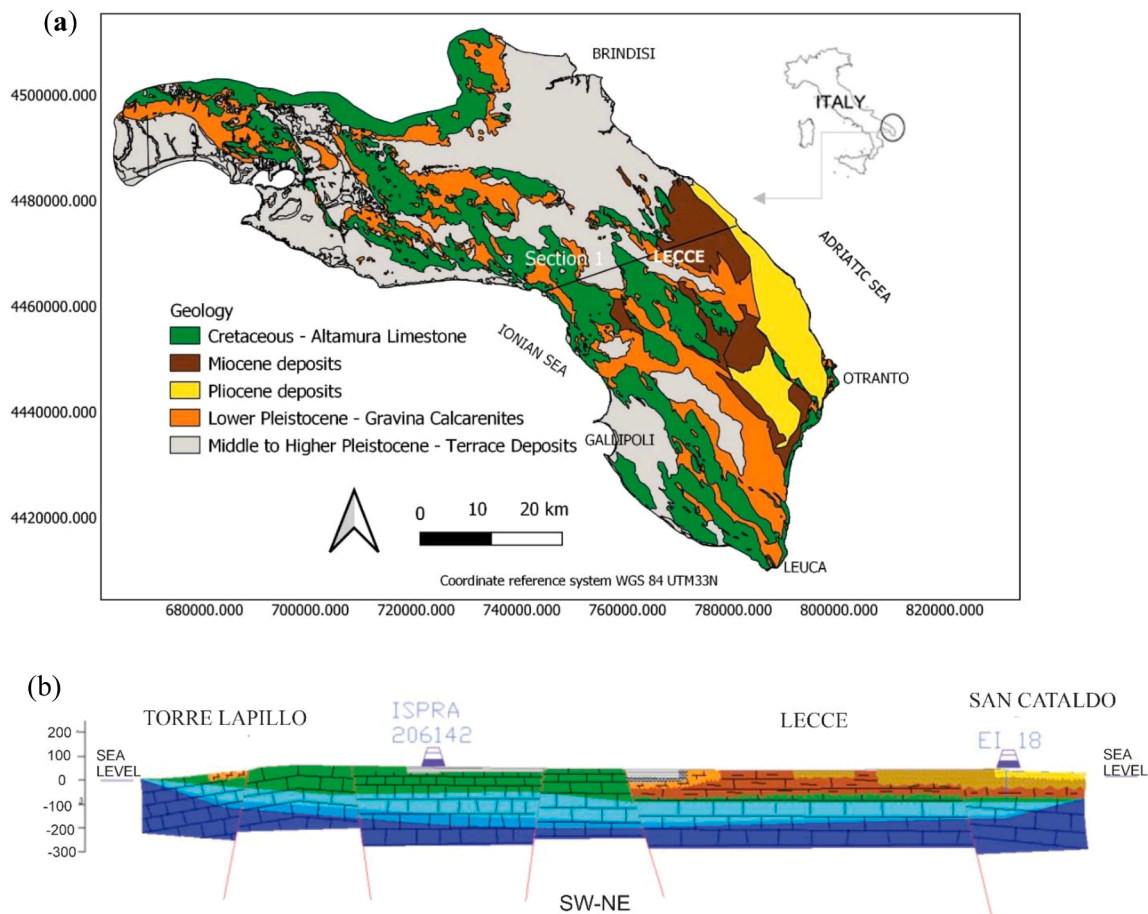 (a)
BRINDISI
ITALY
4500000.000
4480000.000
4460000.000
4440000.000
4420000.000
ADRIATIC SEA
Section 1
LECCE
IONIAN SEA
OTRANTO
GALLIPOLI
LEUCA
Geology
Cretaceous - Altamura Limestone
Miocene deposits
Pliocene deposits
Lower Pleistocene - Gravina Calcarenites
Middle to Higher Pleistocene - Terrace Deposits
0 10 20 km
Coordinate reference system WGS 84 UTM33N
680000.000 700000.000 720000.000 740000.000 760000.000 780000.000 800000.000 820000.000
(b)
TORRE LAPILLO
ISPRA
206142
LECCE
SAN CATALDO
EI_18
200
100
0
-100
-200
-300
SEA
LEVEL
SEA
LEVEL
SW-NE